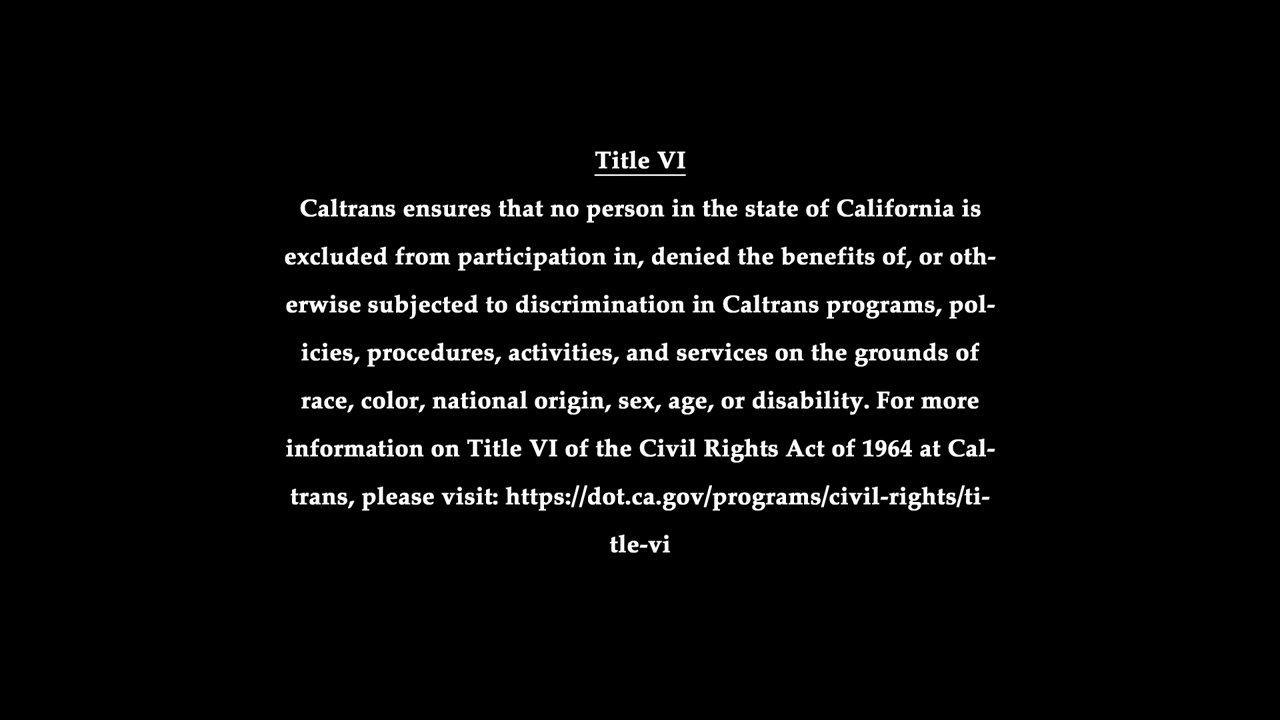 Title VI
Caltrans ensures that no person in the state of California is
excluded from participation in, denied the benefits of, or oth-
erwise subjected to discrimination in Caltrans programs, pol-
icies, procedures, activities, and services on the grounds of
race, color, national origin, sex, age, or disability. For more
information on Title VI of the Civil Rights Act of 1964 at Cal-
trans, please visit: https://dot.ca.gov/programs/civil-rights/ti-
tle-vi